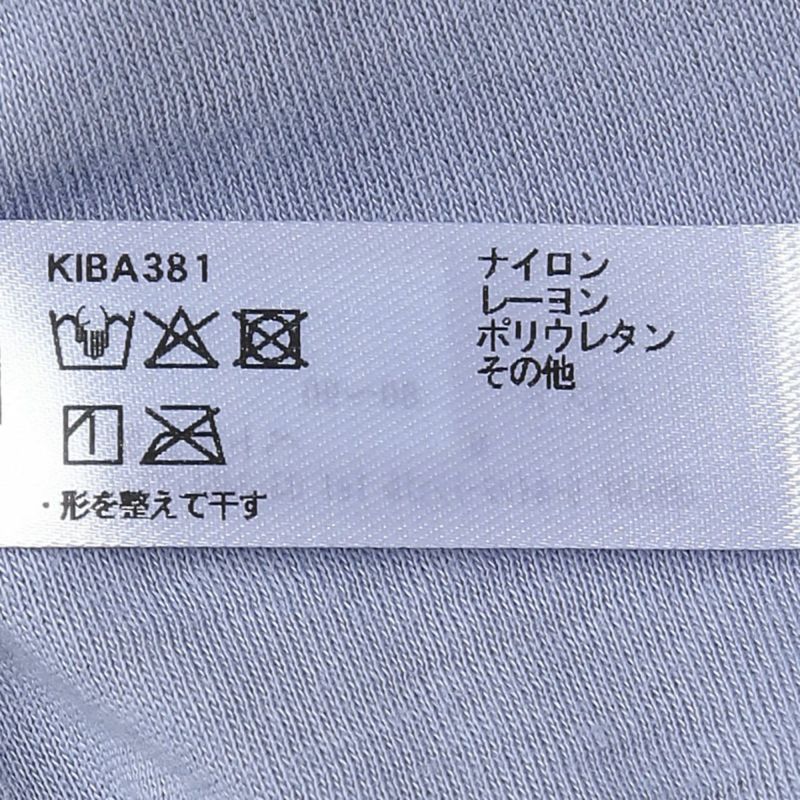 KIBA381
ナイロン
レーヨン
ポリウレタン
その他
・形を整えて干す